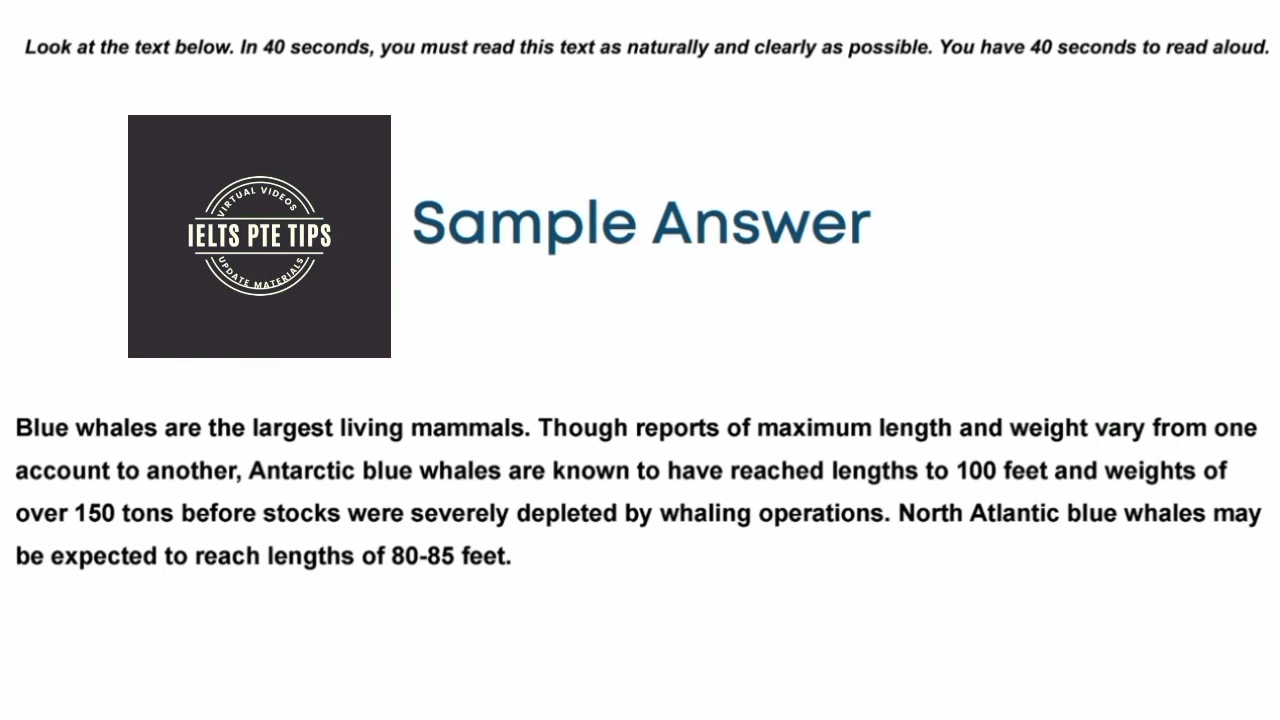 Look at the text below. In 40 seconds, you must read this text as naturally and clearly as possible. You have 40 seconds to read aloud.
VIRTUAL VIDEOS
IELTS PTE TIPS
UPDATE MATERIALS
Sample Answer
Blue whales are the largest living mammals. Though reports of maximum length and weight vary from one
account to another, Antarctic blue whales are known to have reached lengths to 100 feet and weights of
over 150 tons before stocks were severely depleted by whaling operations. North Atlantic blue whales may
be expected to reach lengths of 80-85 feet.